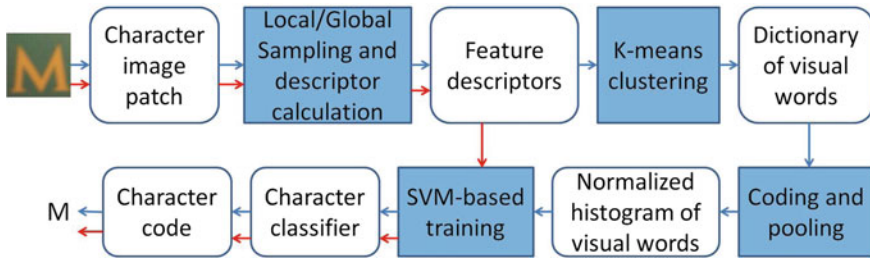 M
Character
image
patch
Local/Global
Sampling and
descriptor
calculation
Feature
descriptors
K-means
clustering
Dictionary
of visual
words
M
Character
code
Character
classifier
SVM-based
training
Normalized
histogram of
visual words
Coding and
pooling